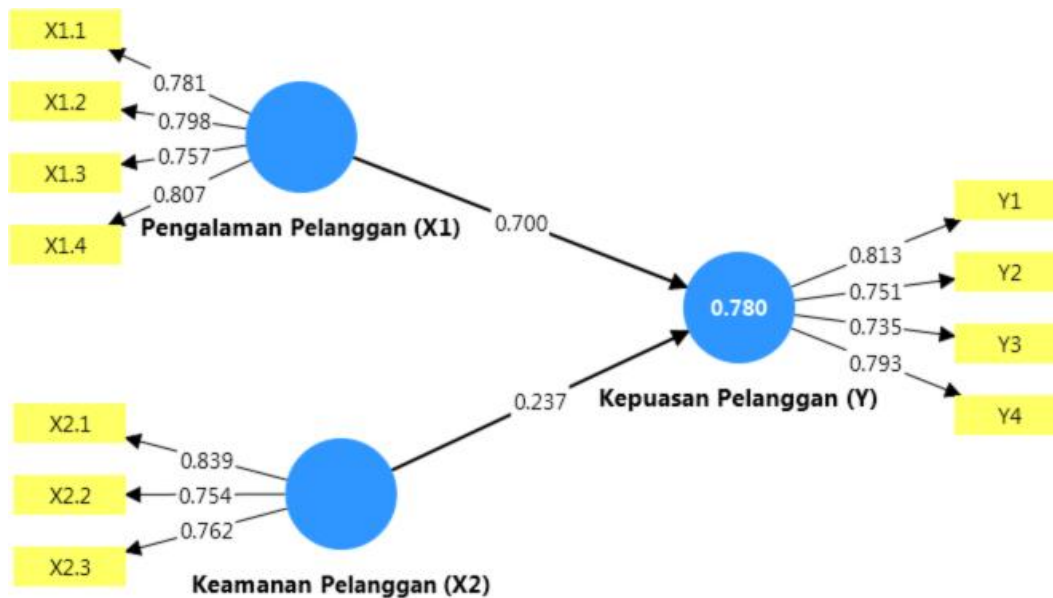 X1.1
0.781
X1.2
0.798
0.757
X1.3
0.807
X1.4
Pengalaman Pelanggan (X1)
0.700
Y1
0.813
Y2
0.751
0.780
0.735
Y3
0.793
Kepuasan Pelanggan (Y)
Y4
0.237
X2.1
0.839
X2.2
0.754
0.762
X2.3
Keamanan Pelanggan (X2)